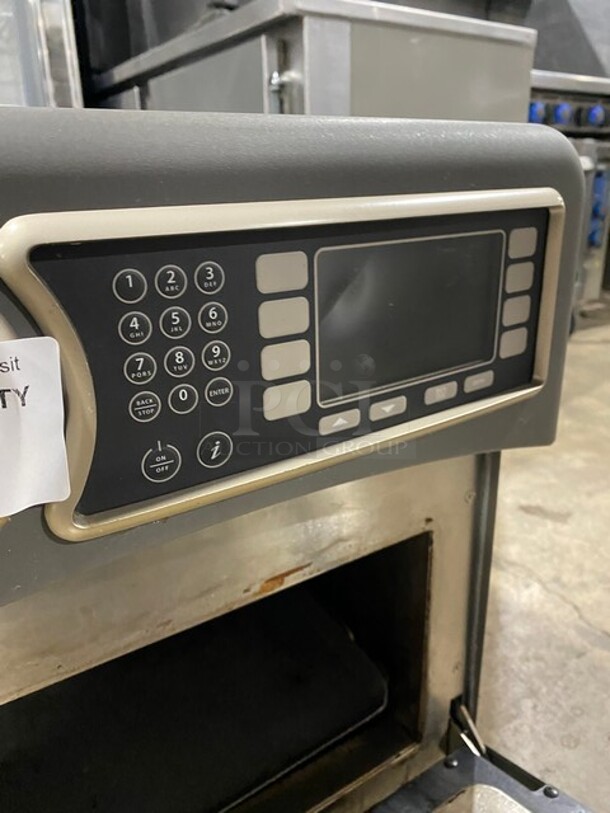 1
2 ABC
3 DEF
4 GHI
5 JKL
6 MNO
7 PQRS
8 TUV
9 WXYZ
BACK STOP
0
ENTER
ON OFF
i
sit
TY
PCI
AUCTION GROUP